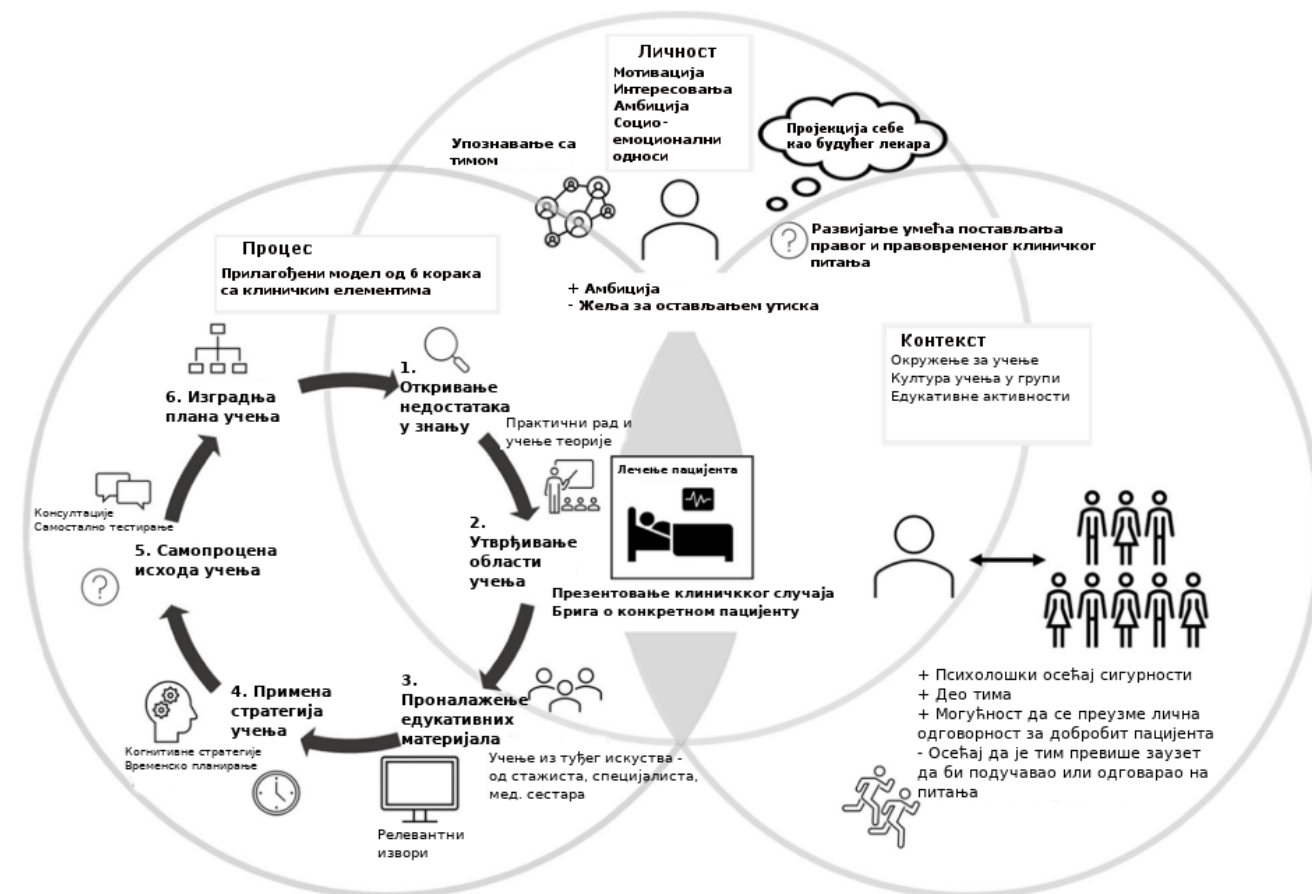 Личност
Мотивација
Интересовања
Амбиција
Социо-
емоционални
односи
Упознавање са
тимом
Пројекција себе
као будућег лекара
Развијање умећа постављања
правог и правовременог клиничког
питања
+ Амбиција
- Жеља за остављањем утиска
Процес
Прилагођени модел од 6 корака
са клиничким елементима
1.
Откривање
недостатака
у знању
Практични рад и
учење теорије
2.
Утврђивање
области
учења
Лечење пацијента
Презентовање клиничкког случаја
Брига о конкретном пацијенту
3.
Проналажење
едукативних
материјала
Учење из туђег искуства -
од стажиста, специјалиста,
мед. сестара
Релевантни
извори
4. Примена
стратегија
учења
Когнитивне стратегије
Временско планирање
5. Самопроцена
исхода учења
Консултације
Самостално тестирање
6. Изградња
плана учења
Контекст
Окружење за учење
Култура учења у групи
Едукативне активности
+ Психолошки осећај сигурности
+ Део тима
+ Могућност да се преузме лична
одговорност за добробит пацијента
- Осећај да је тим превише заузет
да би подучавао или одговарао на
питања